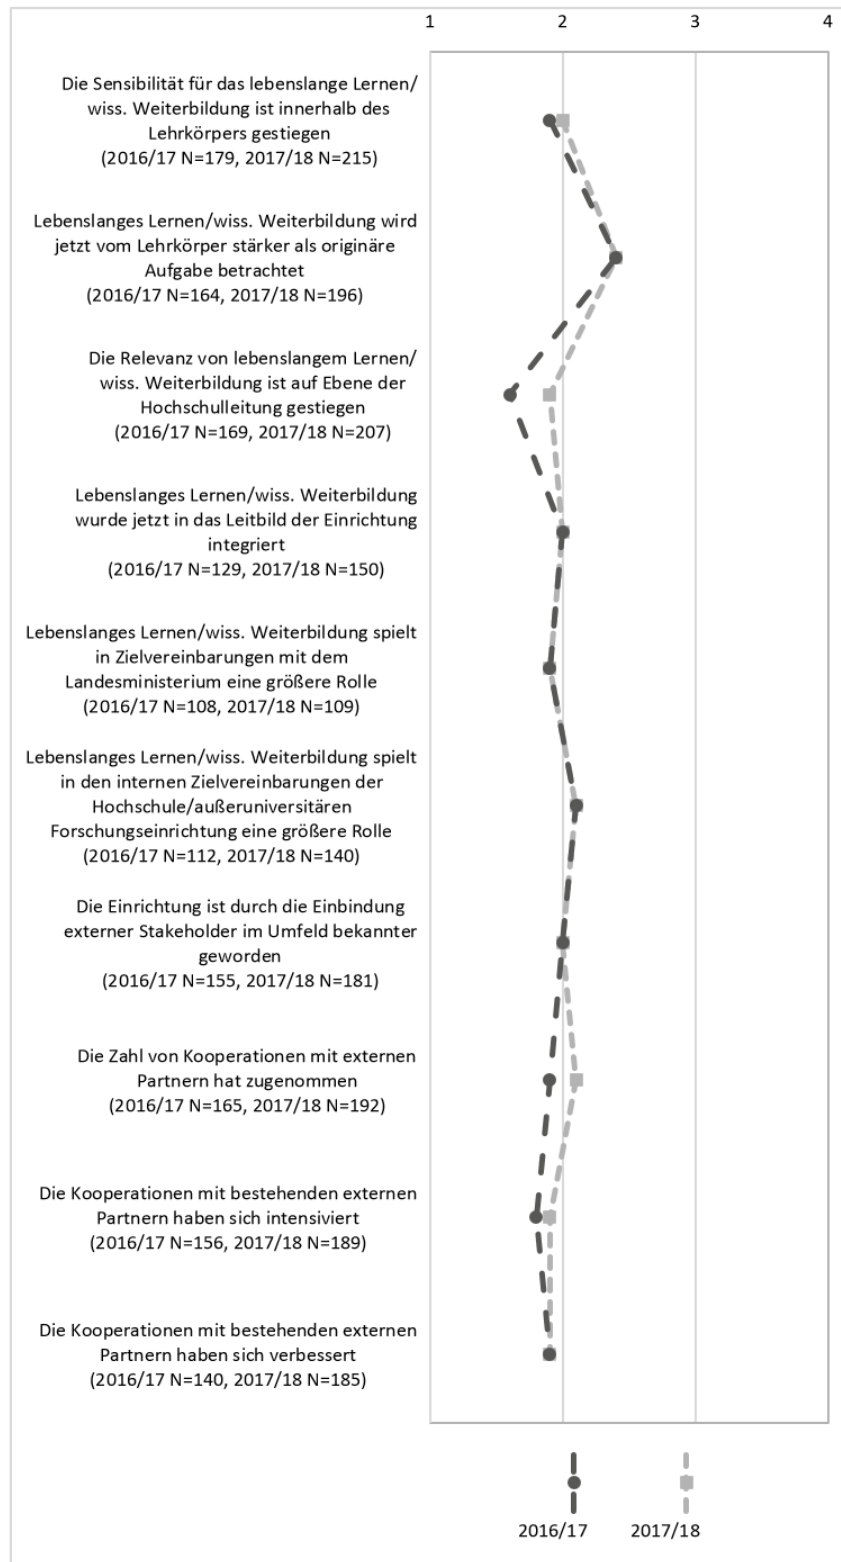 1 2 3 4
Die Sensibilität für das lebenslange Lernen/
wiss. Weiterbildung ist innerhalb des
Lehrkörpers gestiegen
(2016/17 N=179, 2017/18 N=215)
Lebenslanges Lernen/wiss. Weiterbildung wird
jetzt vom Lehrkörper stärker als originäre
Aufgabe betrachtet
(2016/17 N=164, 2017/18 N=196)
Die Relevanz von lebenslangem Lernen/
wiss. Weiterbildung ist auf Ebene der
Hochschulleitung gestiegen
(2016/17 N=169, 2017/18 N=207)
Lebenslanges Lernen/wiss. Weiterbildung
wurde jetzt in das Leitbild der Einrichtung
integriert
(2016/17 N=129, 2017/18 N=150)
Lebenslanges Lernen/wiss. Weiterbildung spielt
in Zielvereinbarungen mit dem
Landesministerium eine größere Rolle
(2016/17 N=108, 2017/18 N=109)
Lebenslanges Lernen/wiss. Weiterbildung spielt
in den internen Zielvereinbarungen der
Hochschule/außeruniversitären
Forschungseinrichtung eine größere Rolle
(2016/17 N=112, 2017/18 N=140)
Die Einrichtung ist durch die Einbindung
externer Stakeholder im Umfeld bekannter
geworden
(2016/17 N=155, 2017/18 N=181)
Die Zahl von Kooperationen mit externen
Partnern hat zugenommen
(2016/17 N=165, 2017/18 N=192)
Die Kooperationen mit bestehenden externen
Partnern haben sich intensiviert
(2016/17 N=156, 2017/18 N=189)
Die Kooperationen mit bestehenden externen
Partnern haben sich verbessert
(2016/17 N=140, 2017/18 N=185)
2016/17 2017/18